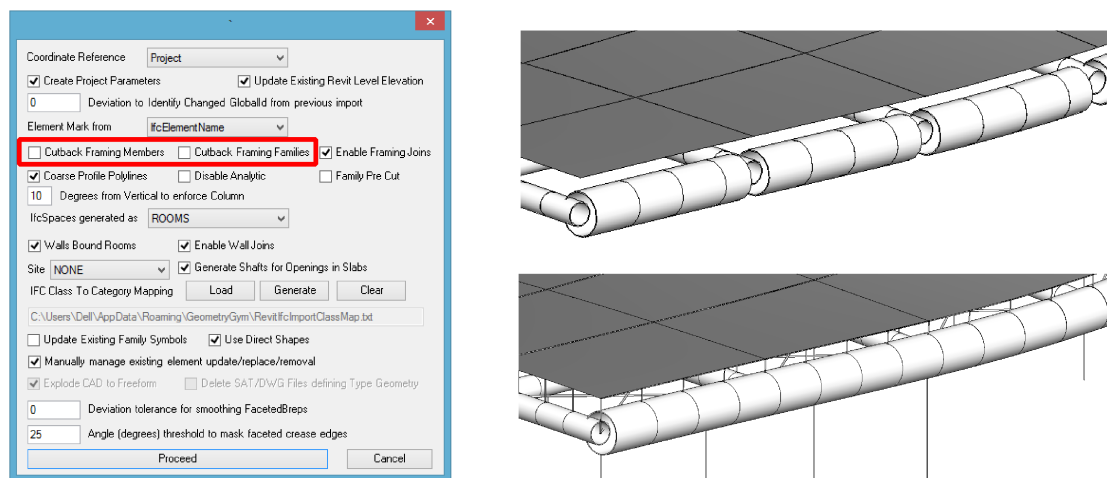 Coordinate Reference Project
Create Project Parameters Update Existing Revit Level Elevation
0 Deviation to Identify Changed GlobalId from previous import
Element Mark from IfcElementName
Cutback Framing Members Cutback Framing Families Enable Framing Joins
Coarse Profile Polylines Disable Analytic Family Pre Cut
10 Degrees from Vertical to enforce Column
IfcSpaces generated as ROOMS
Walls Bound Rooms Enable Wall Joins
Site NONE Generate Shafts for Openings in Slabs
IFC Class To Category Mapping Load Generate Clear
C:\Users\Dell\AppData\Roaming\GeometryGym\RevitIfcImportClassMap.txt
Update Existing Family Symbols Use Direct Shapes
Manually manage existing element update/replace/removal
Explode CAD to Freeform Delete SAT/DWG Files defining Type Geometry
0 Deviation tolerance for smoothing FacetedBreps
25 Angle (degrees) threshold to mask faceted crease edges
Proceed Cancel